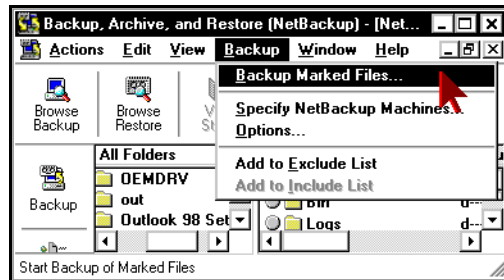 Backup, Archive, and Restore (NetBackup) - [Net...
Actions Edit View Backup Window Help
Backup Marked Files...
Specify NetBackup Machines...
Options...
Add to Exclude List
Add to Include List
Browse Backup
Browse Restore
All Folders
OEMDRV
out
Outlook 98 Set
Backup
Bin
Logs
d---
d---
Start Backup of Marked Files